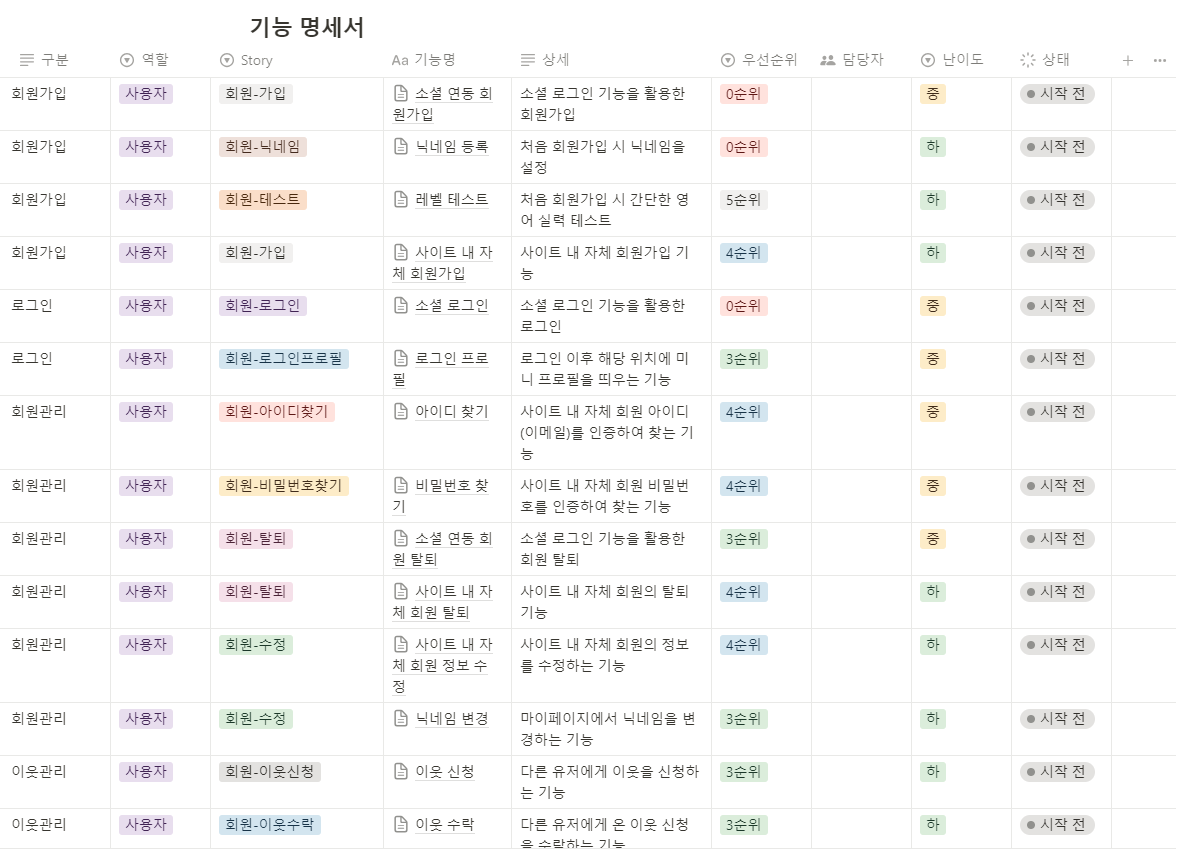 기능 명세서
구분 역할 Story Aa 기능명 상세 우선순위 담당자 난이도 상태
회원가입 사용자 회원-가입 소셜 연동 회 소셜 로그인 기능을 활용한 0순위 중 시작 전
원가입 회원가입
회원가입 사용자 회원-닉네임 닉네임 등록 처음 회원가입 시 닉네임을 0순위 하 시작 전
설정
회원가입 사용자 회원-테스트 레벨 테스트 처음 회원가입 시 간단한 영 5순위 하 시작 전
어 실력 테스트
회원가입 사용자 회원-가입 사이트 내 자 사이트 내 자체 회원가입 기 4순위 하 시작 전
체 회원가입 능
로그인 사용자 회원-로그인 소셜 로그인 소셜 로그인 기능을 활용한 0순위 중 시작 전
로그인
로그인 사용자 회원-로그인프로필 로그인 프로 로그인 이후 해당 위치에 미 3순위 중 시작 전
필 니 프로필을 띄우는 기능
회원관리 사용자 회원-아이디찾기 아이디 찾기 사이트 내 자체 회원 아이디 4순위 중 시작 전
(이메일)를 인증하여 찾는 기
능
회원관리 사용자 회원-비밀번호찾기 비밀번호 찾 사이트 내 자체 회원 비밀번 4순위 중 시작 전
기 호를 인증하여 찾는 기능
회원관리 사용자 회원-탈퇴 소셜 연동 회 소셜 로그인 기능을 활용한 3순위 중 시작 전
원 탈퇴 회원 탈퇴
회원관리 사용자 회원-탈퇴 사이트 내 자 사이트 내 자체 회원의 탈퇴 4순위 하 시작 전
체 회원 탈퇴 기능
회원관리 사용자 회원-수정 사이트 내 자 사이트 내 자체 회원의 정보 4순위 하 시작 전
체 회원 정보 수 를 수정하는 기능
정
회원관리 사용자 회원-수정 닉네임 변경 마이페이지에서 닉네임을 변 3순위 하 시작 전
경하는 기능
이웃관리 사용자 회원-이웃신청 이웃 신청 다른 유저에게 이웃을 신청하 3순위 하 시작 전
는 기능
이웃관리 사용자 회원-이웃수락 이웃 수락 다른 유저에게 온 이웃 신청 3순위 하 시작 전
을 수락하는 기능